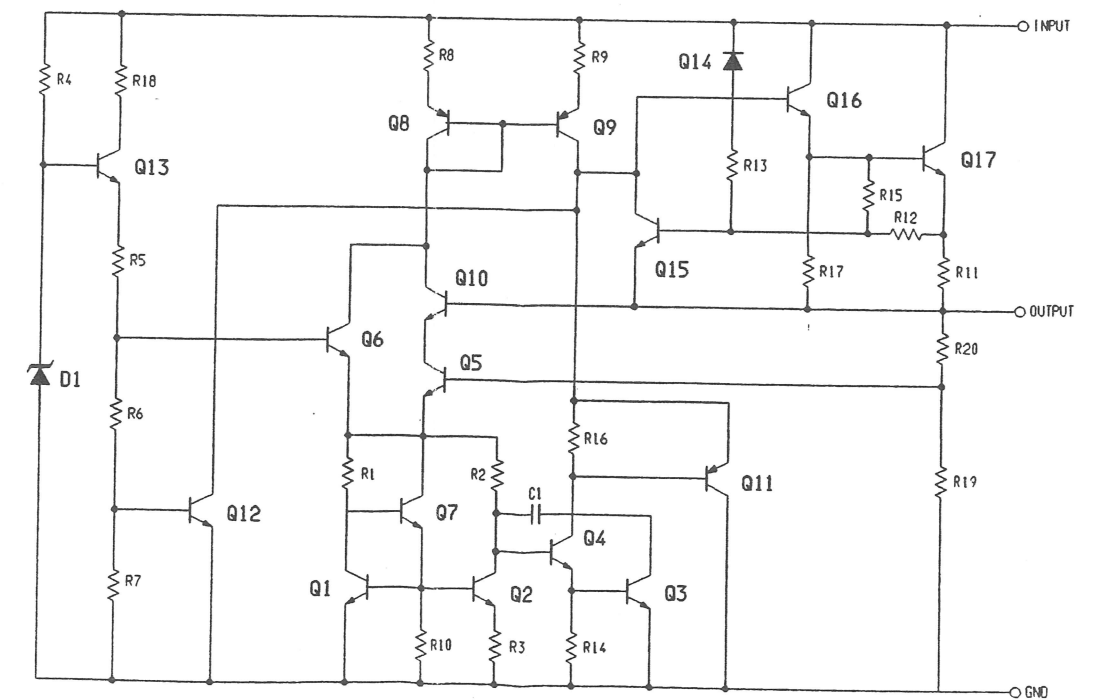 INPUT
R4
R18
R8
R9
Q14
Q16
Q8
Q9
Q13
R13
Q17
R15
R12
R5
Q15
R17
R11
Q10
OUTPUT
Q6
R20
D1
Q5
R6
R16
R1
R2
Q11
R19
C1
Q12
Q7
Q4
R7
Q1
Q2
Q3
R10
R3
R14
GND